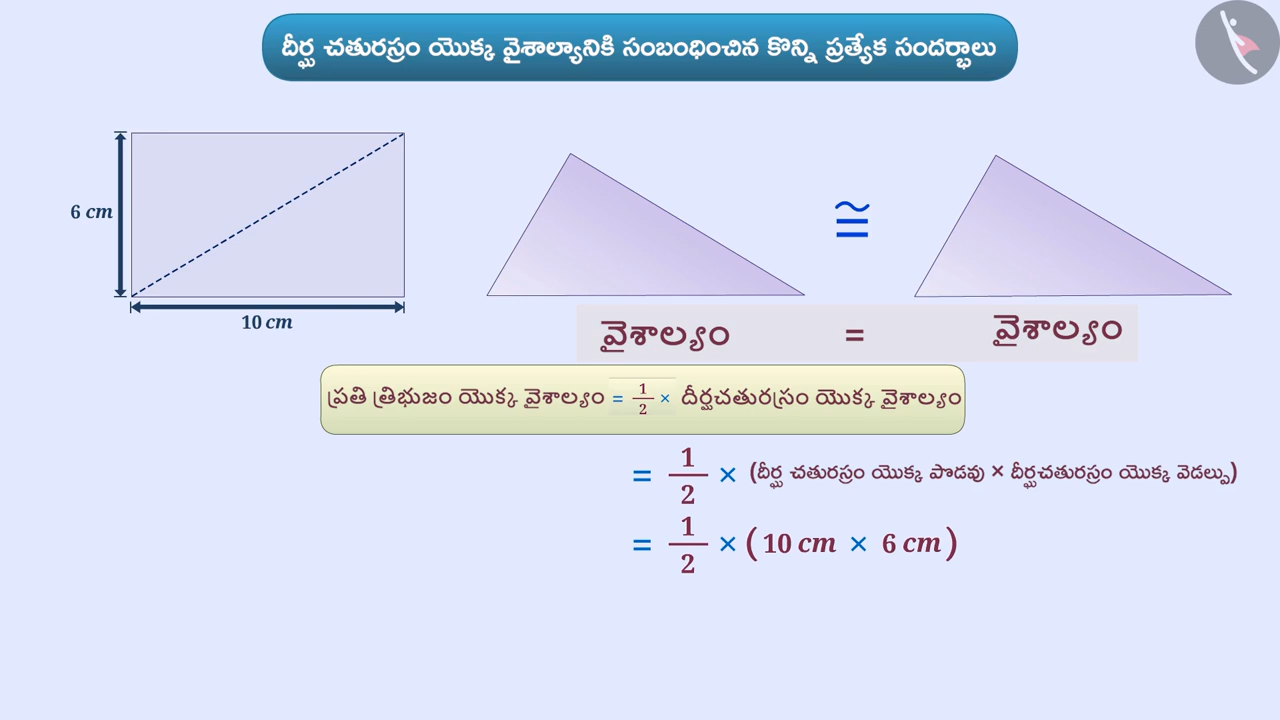 దీర్ఘ చతురస్రం యొక్క వైశాల్యానికి సంబంధించిన కొన్ని ప్రత్యేక సందర్భాలు
6 cm
10 cm
≅
వైశాల్యం = వైశాల్యం
ప్రతి త్రిభుజం యొక్క వైశాల్యం = 1/2 × దీర్ఘచతురస్రం యొక్క వైశాల్యం
= 1/2 × (దీర్ఘ చతురస్రం యొక్క పొడవు × దీర్ఘచతురస్రం యొక్క వెడల్పు)
= 1/2 × (10 cm × 6 cm)